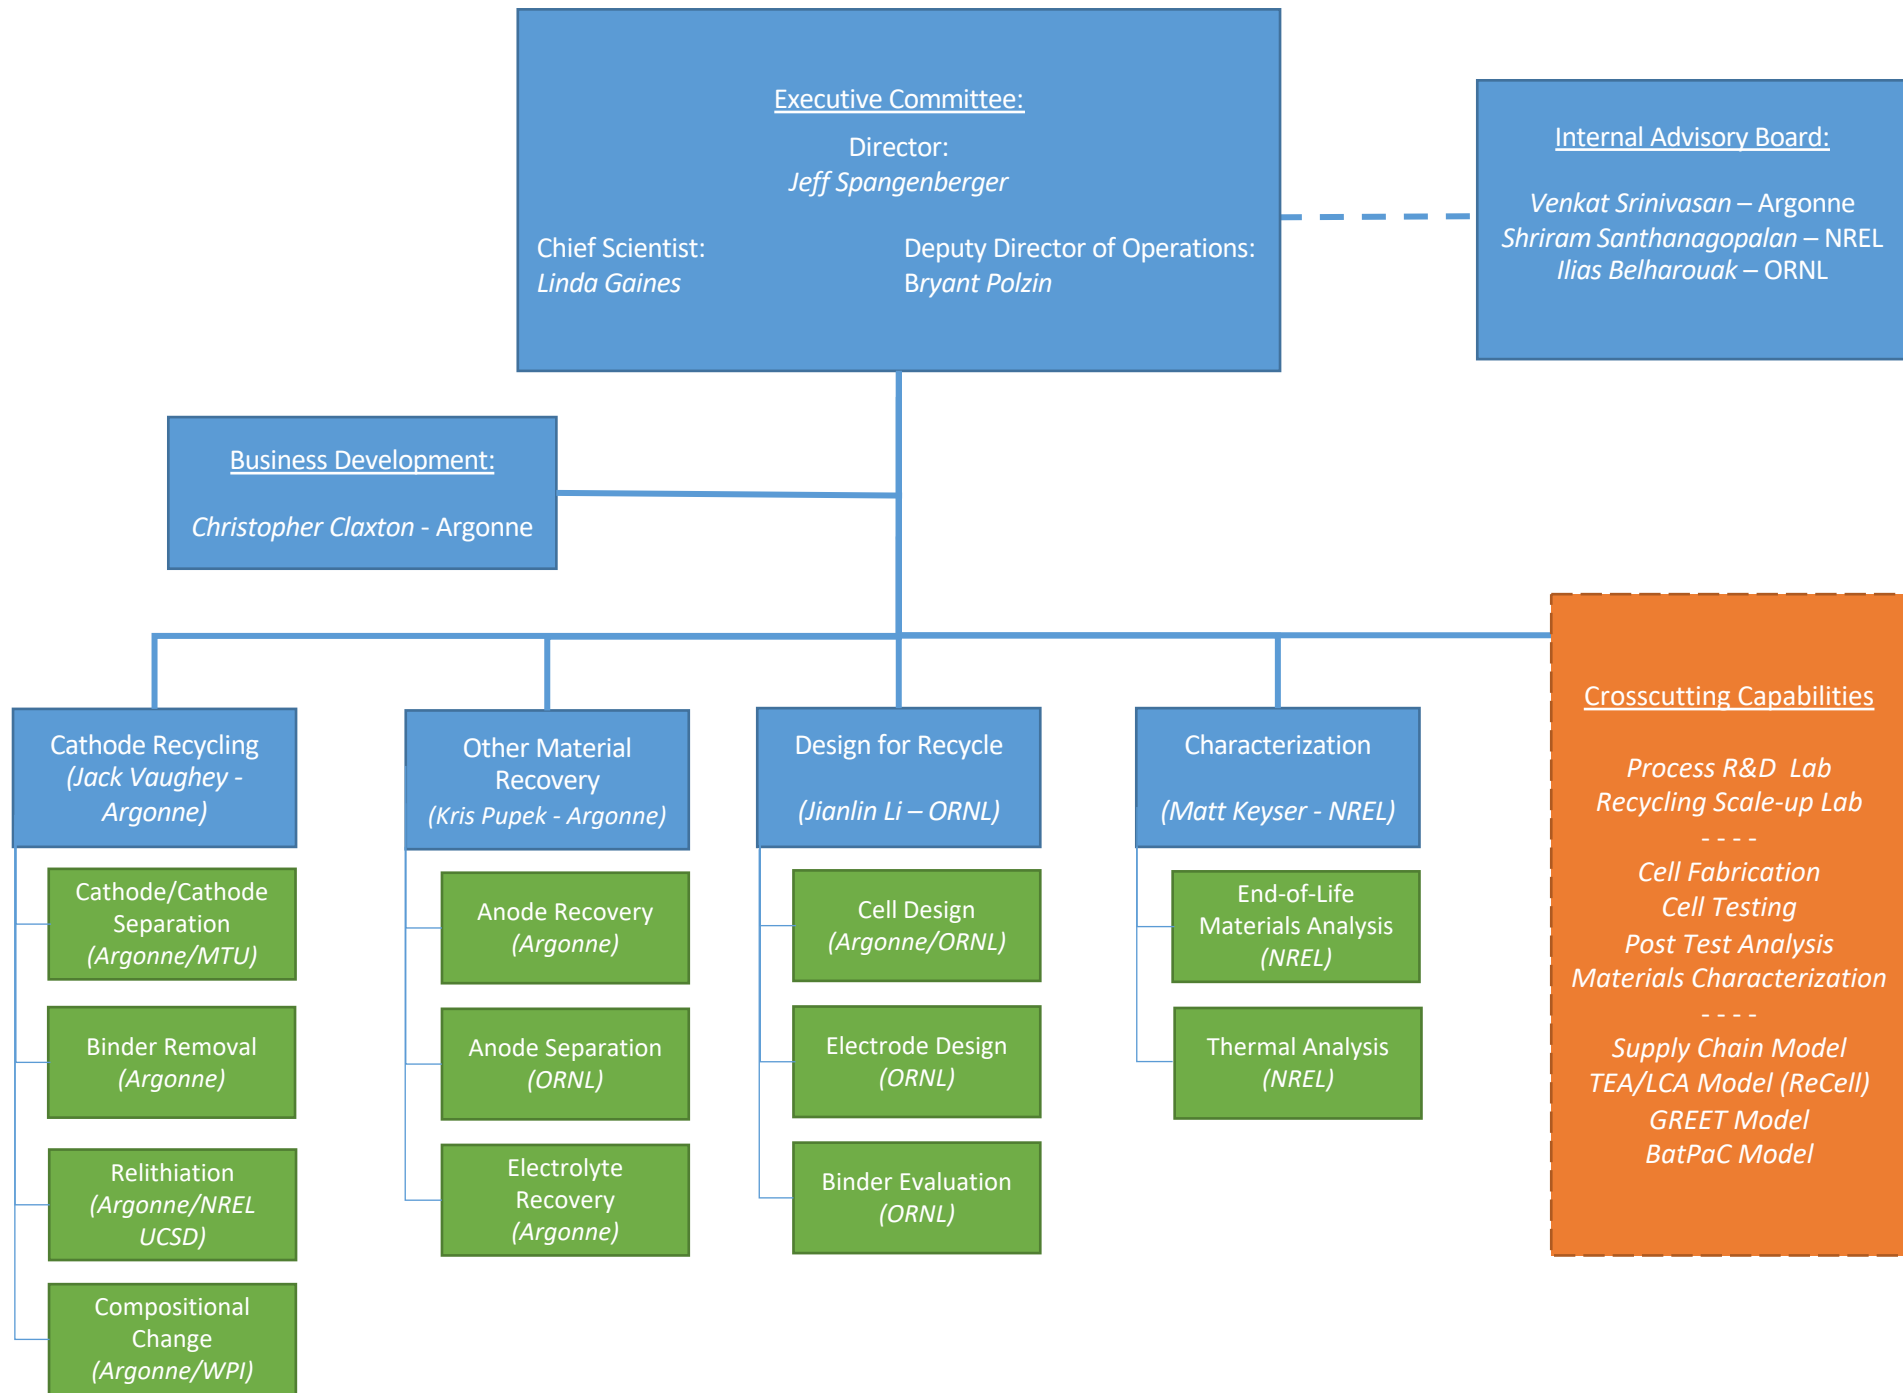 Executive Committee:
Director:
Jeff Spangenberger
Chief Scientist:
Linda Gaines
Deputy Director of Operations:
Bryant Polzin
Internal Advisory Board:
Venkat Srinivasan – Argonne
Shriram Santhanagopalan – NREL
Ilias Belharouak – ORNL
Business Development:
Christopher Claxton - Argonne
Cathode Recycling
(Jack Vaughey -
Argonne)
Cathode/Cathode
Separation
(Argonne/MTU)
Binder Removal
(Argonne)
Relithiation
(Argonne/NREL
UCSD)
Compositional
Change
(Argonne/WPI)
Other Material
Recovery
(Kris Pupek - Argonne)
Anode Recovery
(Argonne)
Anode Separation
(ORNL)
Electrolyte
Recovery
(Argonne)
Design for Recycle
(Jianlin Li – ORNL)
Cell Design
(Argonne/ORNL)
Electrode Design
(ORNL)
Binder Evaluation
(ORNL)
Characterization
(Matt Keyser - NREL)
End-of-Life
Materials Analysis
(NREL)
Thermal Analysis
(NREL)
Crosscutting Capabilities
Process R&D  Lab
Recycling Scale-up Lab
- - - -
Cell Fabrication
Cell Testing
Post Test Analysis
Materials Characterization
- - - -
Supply Chain Model
TEA/LCA Model (ReCell)
GREET Model
BatPaC Model